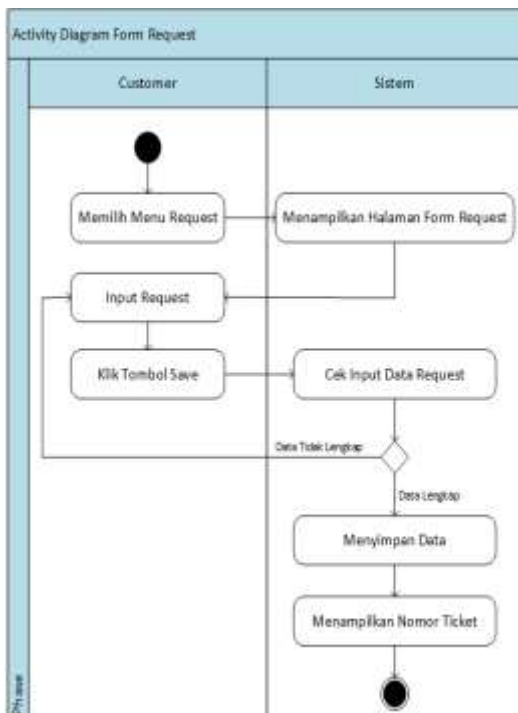 Activity Diagram Form Request
Customer
Sistem
Memilih Menu Request
Menampilkan Halaman Form Request
Input Request
Klik Tombol Save
Cek Input Data Request
Data Tidak Lengkap
Data Lengkap
Menyimpan Data
Menampilkan Nomor Ticket
Phase